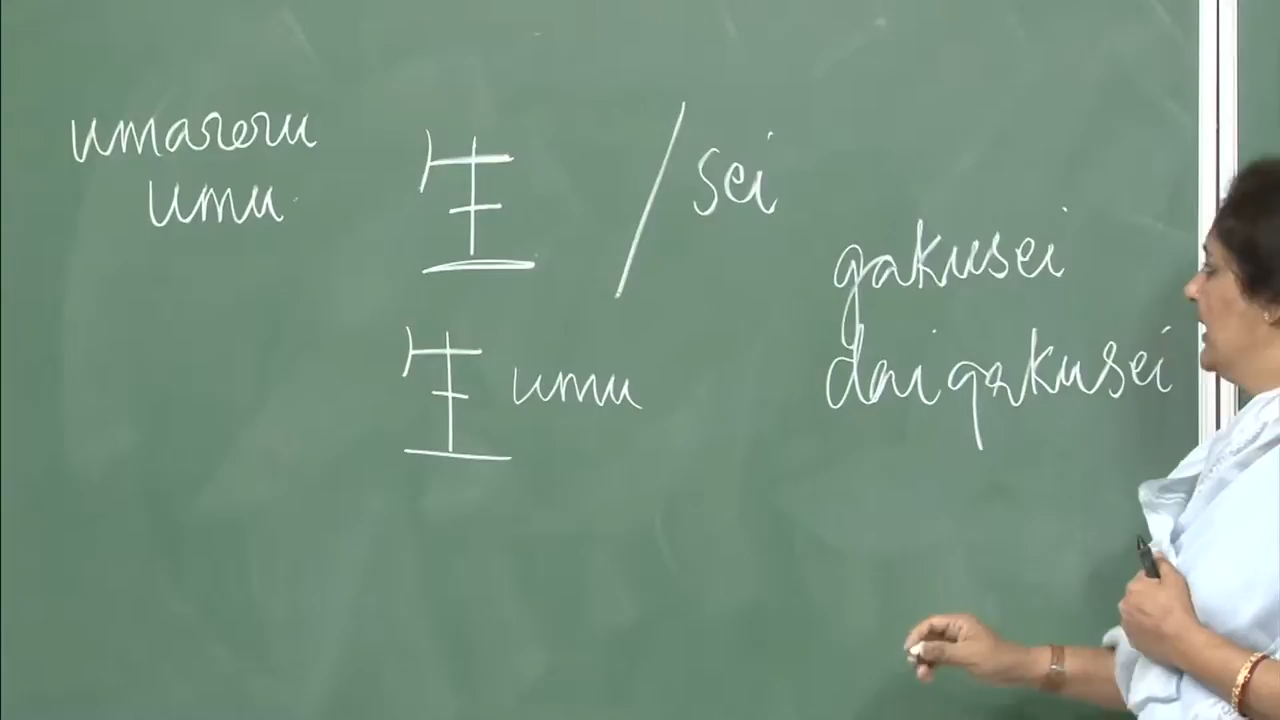 umareru 生 / sei
umu
gakusei
生 umu
daigakusei